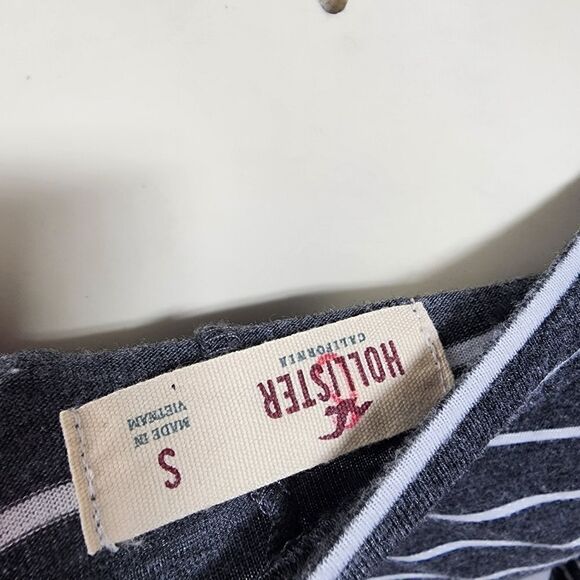 HOLLISTER
CALIFORNIA
MADE IN
VIETNAM
S